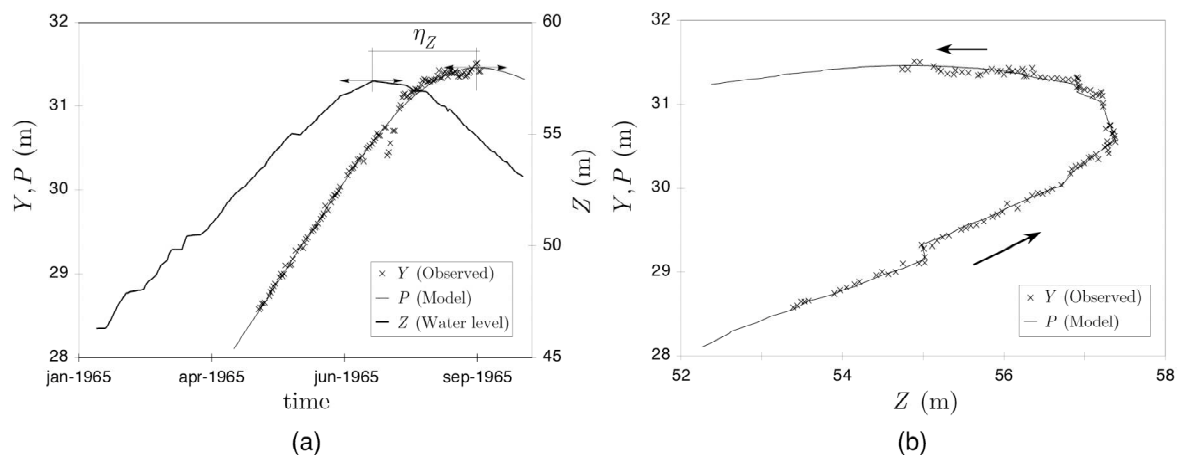 32
31
30
29
28
Y, P (m)
60
55
50
45
Z (m)
η_Z
× Y (Observed)
P (Model)
Z (Water level)
jan-1965
apr-1965
jun-1965
sep-1965
time
(a)
32
31
30
29
28
Y, P (m)
× Y (Observed)
P (Model)
52
54
56
58
Z (m)
(b)